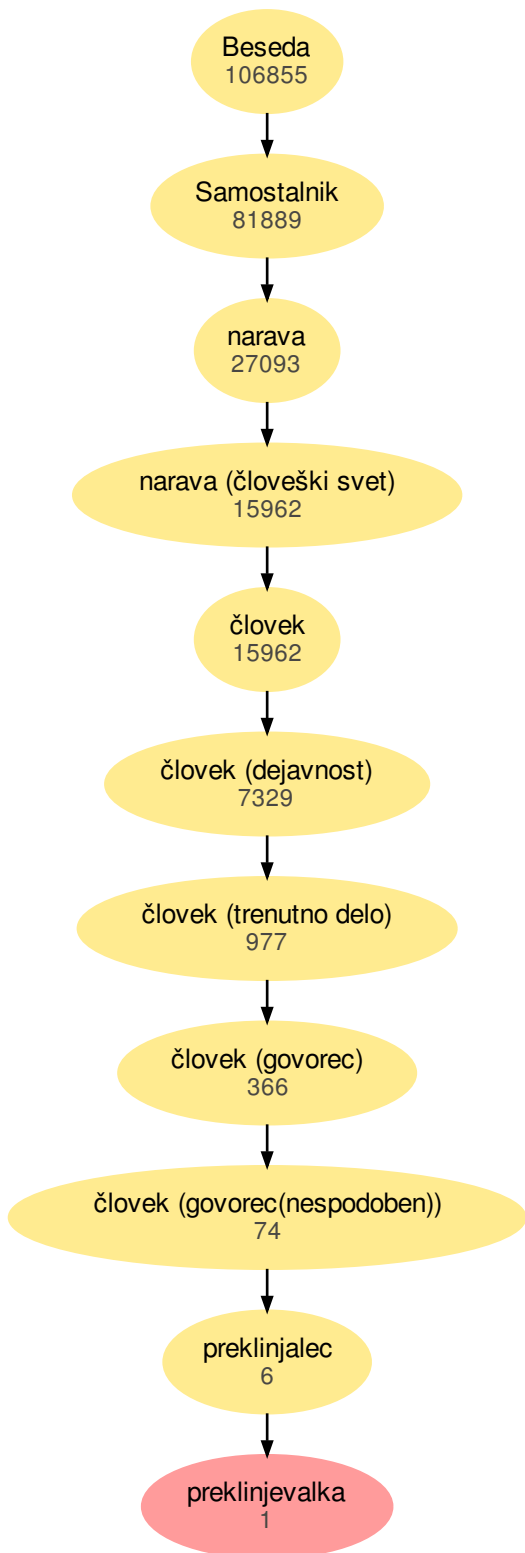 Beseda
106855
Samostalnik
81889
narava
27093
narava (človeški svet)
15962
človek
15962
človek (dejavnost)
7329
človek (trenutno delo)
977
človek (govorec)
366
človek (govorec(nespodoben))
74
preklinjalec
6
preklinjevalka
1